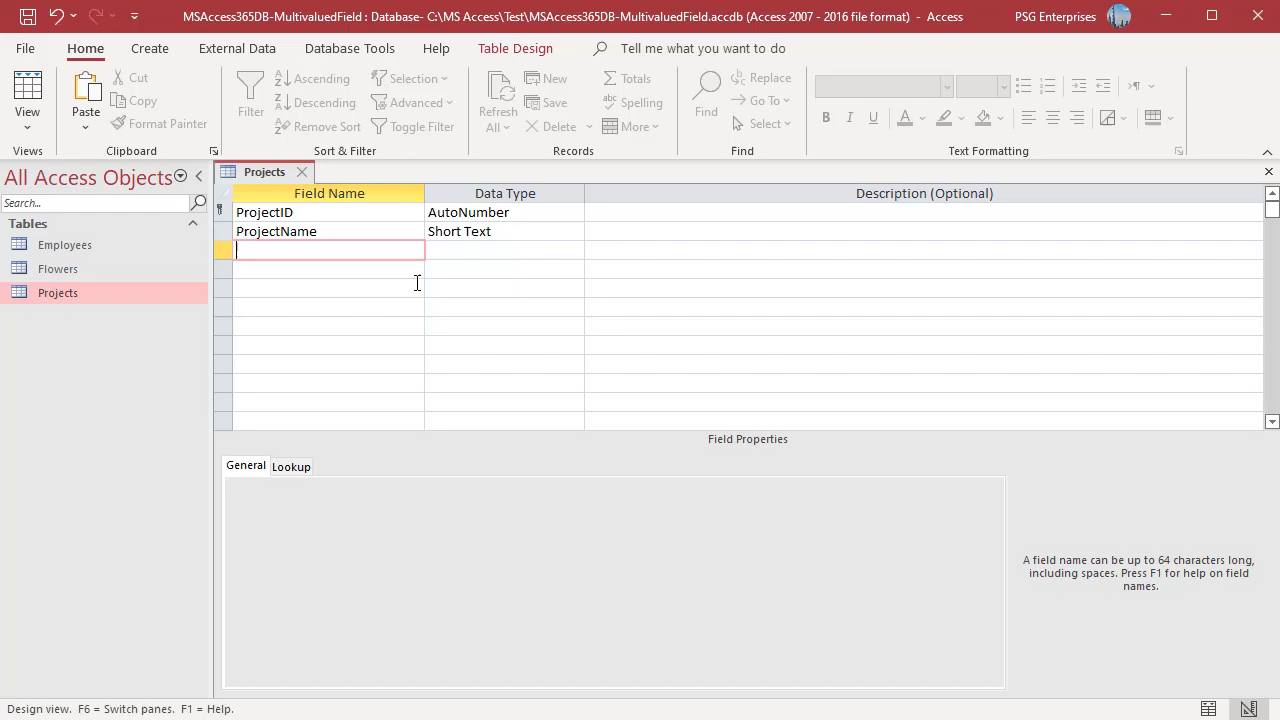 MSAccess365DB-MultivaluedField : Database- C:\MS Access\Test\MSAccess365DB-MultivaluedField.accdb (Access 2007 - 2016 file format) - Access
PSG Enterprises
File
Home
Create
External Data
Database Tools
Help
Table Design
Tell me what you want to do
View
Views
Paste
Cut
Copy
Format Painter
Clipboard
Filter
Ascending
Descending
Remove Sort
Selection
Advanced
Toggle Filter
Sort & Filter
Refresh
All
New
Save
Delete
Totals
Spelling
More
Records
Find
Replace
Go To
Select
Find
B I U
Text Formatting
All Access Objects
Search...
Tables
Employees
Flowers
Projects
Projects
Field Name Data Type Description (Optional)
ProjectID AutoNumber
ProjectName Short Text
Field Properties
General Lookup
A field name can be up to 64 characters long,
including spaces. Press F1 for help on field
names.
Design view. F6 = Switch panes. F1 = Help.